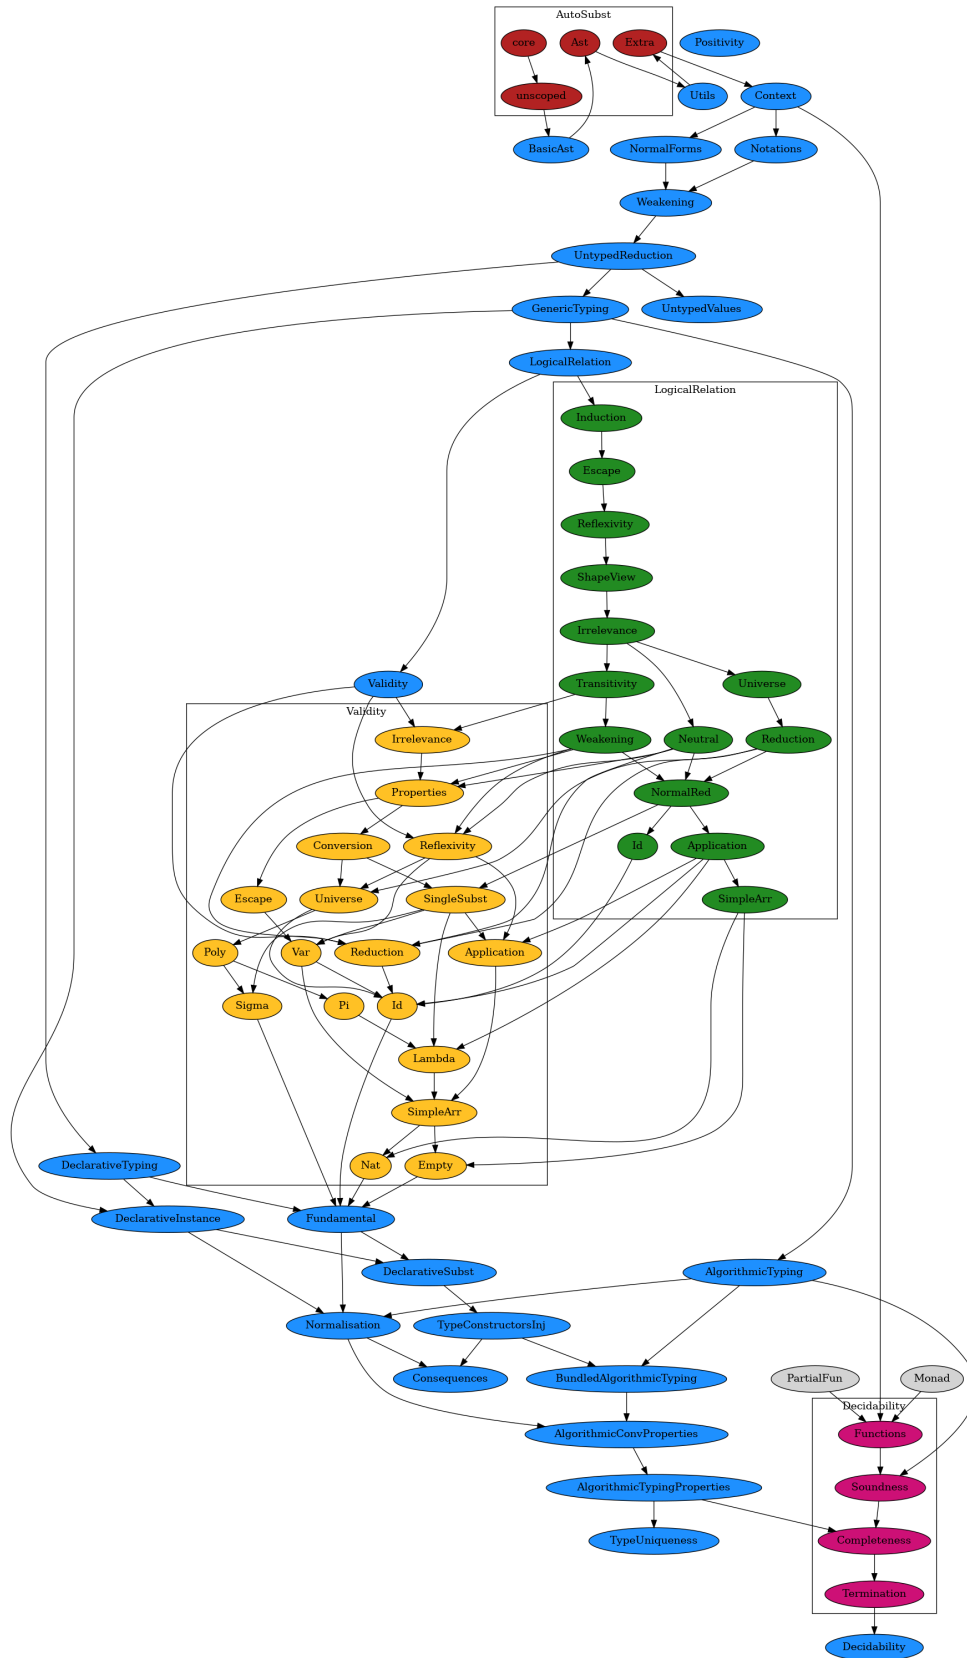 AutoSubst
core
Ast
Extra
Positivity
unscoped
Utils
Context
BasicAst
NormalForms
Notations
Weakening
UntypedReduction
GenericTyping
UntypedValues
LogicalRelation
LogicalRelation
Induction
Escape
Reflexivity
ShapeView
Irrelevance
Validity
Transitivity
Universe
Validity
Irrelevance
Weakening
Neutral
Reduction
Properties
NormalRed
Conversion
Reflexivity
Id
Application
Escape
Universe
SingleSubst
SimpleArr
Poly
Var
Reduction
Application
Sigma
Pi
Id
Lambda
SimpleArr
DeclarativeTyping
Nat
Empty
DeclarativeInstance
Fundamental
DeclarativeSubst
AlgorithmicTyping
Normalisation
TypeConstructorsInj
Consequences
BundledAlgorithmicTyping
PartialFun
Monad
Decidability
AlgorithmicConvProperties
Functions
AlgorithmicTypingProperties
Soundness
TypeUniqueness
Completeness
Termination
Decidability